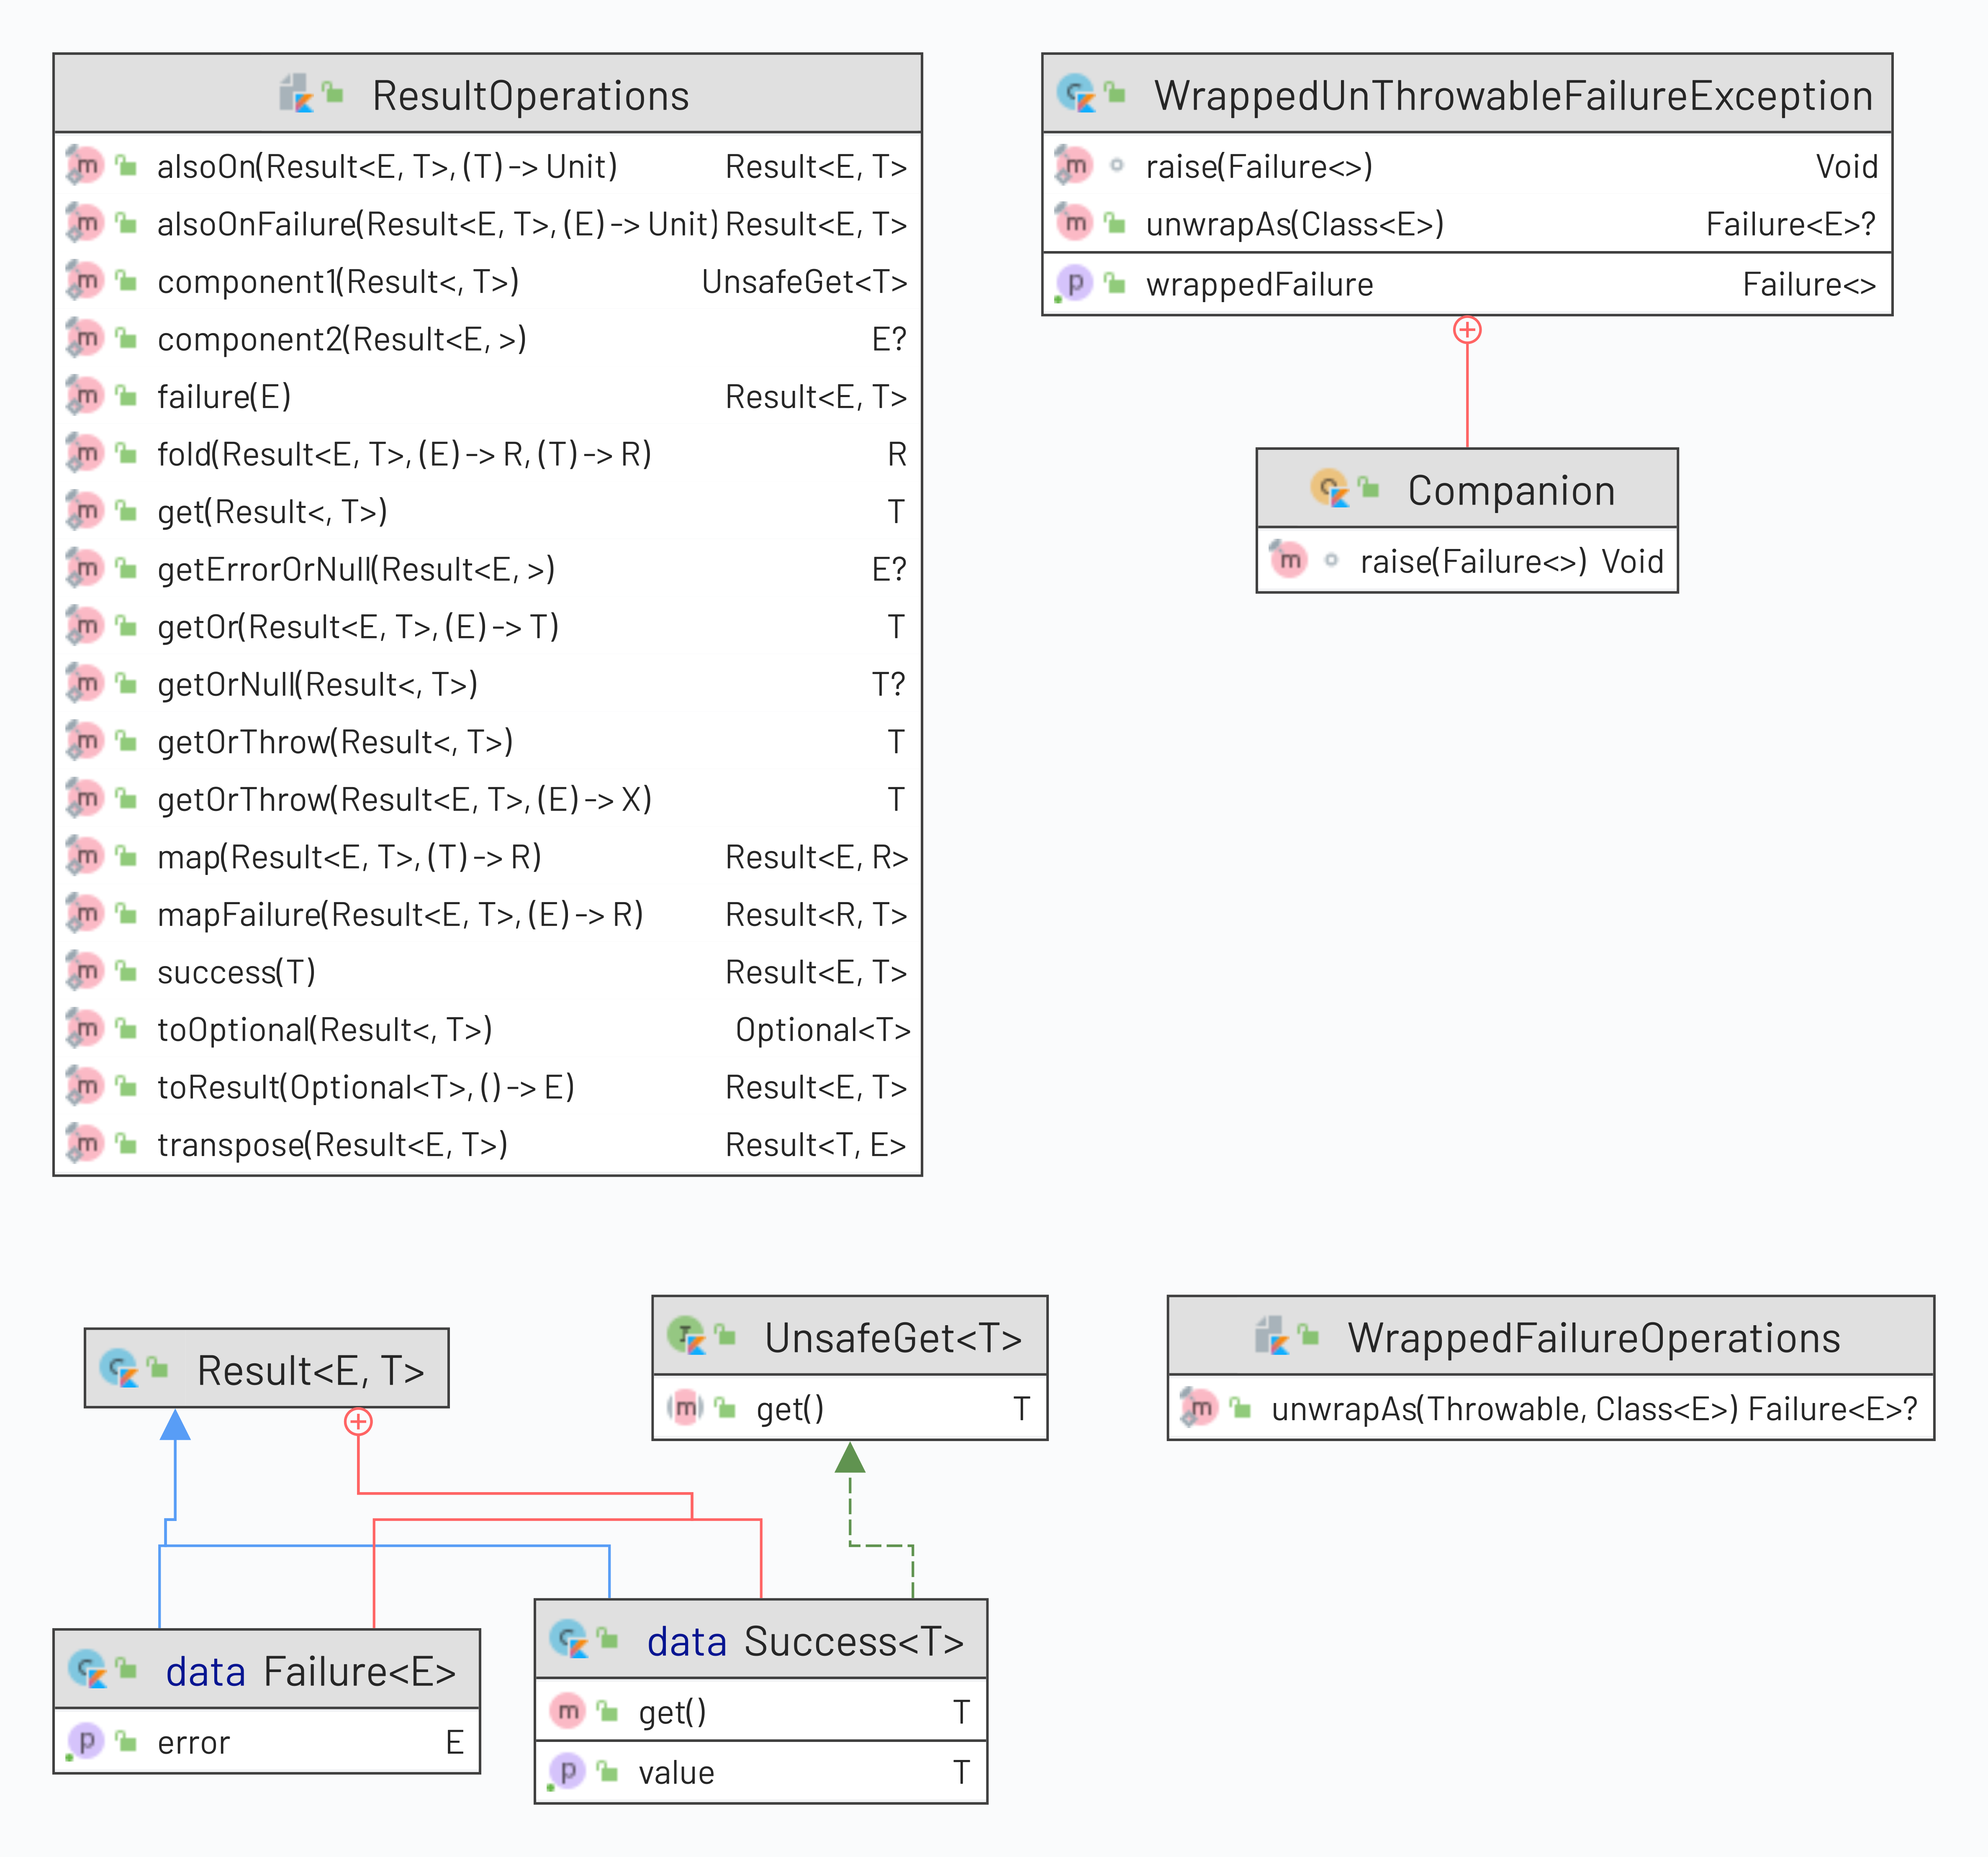 ResultOperations
alsoOn(Result<E, T>, (T) -> Unit) Result<E, T>
alsoOnFailure(Result<E, T>, (E) -> Unit) Result<E, T>
component1(Result<, T>) UnsafeGet<T>
component2(Result<E, >) E?
failure(E) Result<E, T>
fold(Result<E, T>, (E) -> R, (T) -> R) R
get(Result<, T>) T
getErrorOrNull(Result<E, >) E?
getOr(Result<E, T>, (E) -> T) T
getOrNull(Result<, T>) T?
getOrThrow(Result<, T>) T
getOrThrow(Result<E, T>, (E) -> X) T
map(Result<E, T>, (T) -> R) Result<E, R>
mapFailure(Result<E, T>, (E) -> R) Result<R, T>
success(T) Result<E, T>
toOptional(Result<, T>) Optional<T>
toResult(Optional<T>, () -> E) Result<E, T>
transpose(Result<E, T>) Result<T, E>
WrappedUnThrowableFailureException
raise(Failure<>) Void
unwrapAs(Class<E>) Failure<E>?
wrappedFailure Failure<>
Companion
raise(Failure<>) Void
Result<E, T>
UnsafeGet<T>
get() T
WrappedFailureOperations
unwrapAs(Throwable, Class<E>) Failure<E>?
data Failure<E>
error E
data Success<T>
get() T
value T